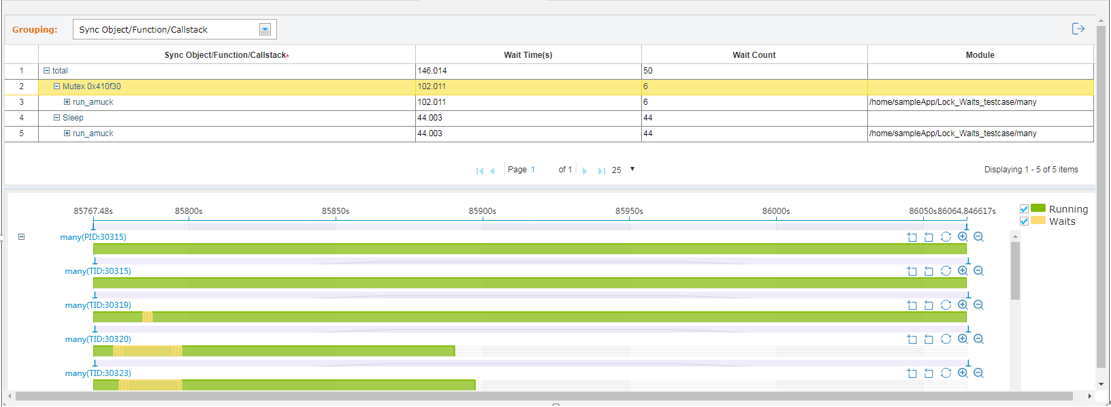 Grouping: Sync Object/Function/Callstack
Sync Object/Function/Callstack Wait Time(s) Wait Count Module
1 total 146.014 50
2 Mutex 0x410f30 102.011 6
3 run_amuck 102.011 6 /home/sampleApp/Lock_Waits_testcase/many
4 Sleep 44.003 44
5 run_amuck 44.003 44 /home/sampleApp/Lock_Waits_testcase/many
Page 1 of 1 25 Displaying 1 - 5 of 5 items
85767.48s 85800s 85850s 85900s 85950s 86000s 86050s 86064.846617s
Running
Waits
many(PID:30315)
many(TID:30315)
many(TID:30319)
many(TID:30320)
many(TID:30323)